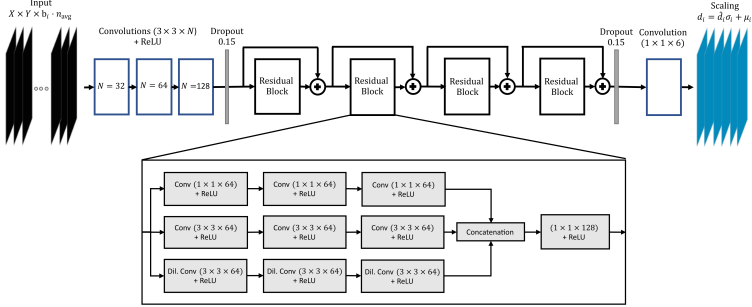 Input
X × Y × b_i · n_avg
Convolutions (3 × 3 × N)
+ ReLU
N = 32
N = 64
N =128
Dropout
0.15
Residual
Block
Residual
Block
Residual
Block
Residual
Block
Dropout
0.15
Convolution
(1 × 1 × 6)
Scaling
d_i = d̂_iσ_i + μ_i
Conv (1 × 1 × 64)
+ ReLU
Conv (1 × 1 × 64)
+ ReLU
Conv (1 × 1 × 64)
+ ReLU
Conv (3 × 3 × 64)
+ ReLU
Conv (3 × 3 × 64)
+ ReLU
Conv (3 × 3 × 64)
+ ReLU
Concatenation
(1 × 1 × 128)
+ ReLU
Dil. Conv (3 × 3 × 64)
+ ReLU
Dil. Conv (3 × 3 × 64)
+ ReLU
Dil. Conv (3 × 3 × 64)
+ ReLU